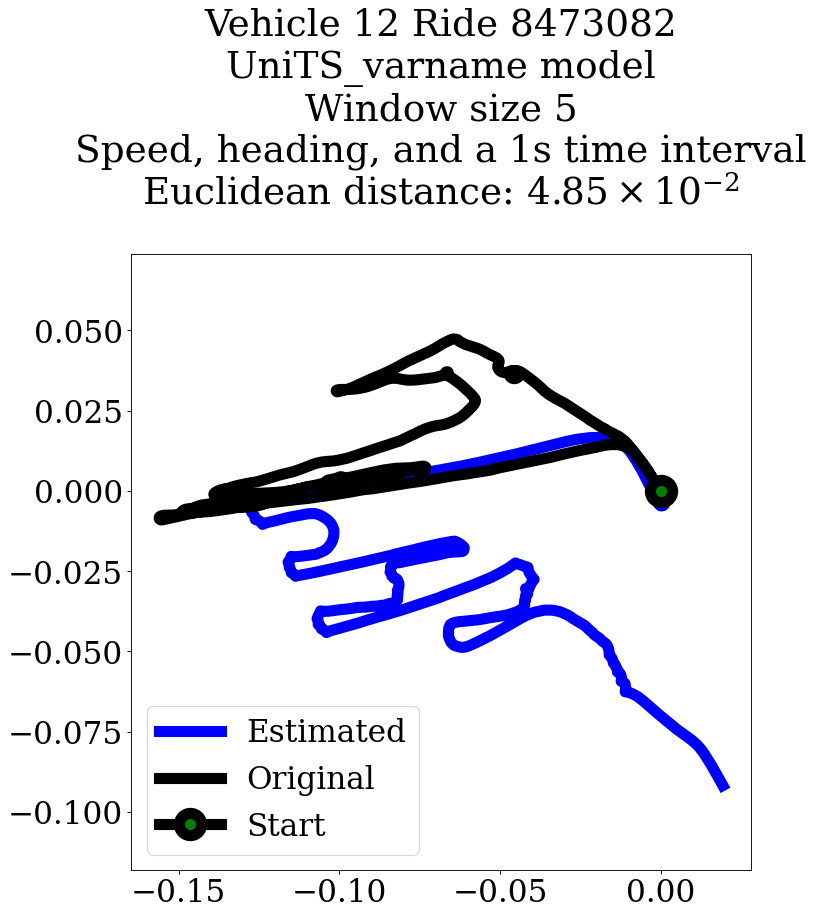 Vehicle 12 Ride 8473082
UniTS_varname model
Window size 5
Speed, heading, and a 1s time interval
Euclidean distance: 4.85 × 10⁻²
0.050
0.025
0.000
−0.025
−0.050
−0.075
−0.100
Estimated
Original
Start
−0.15 −0.10 −0.05 0.00